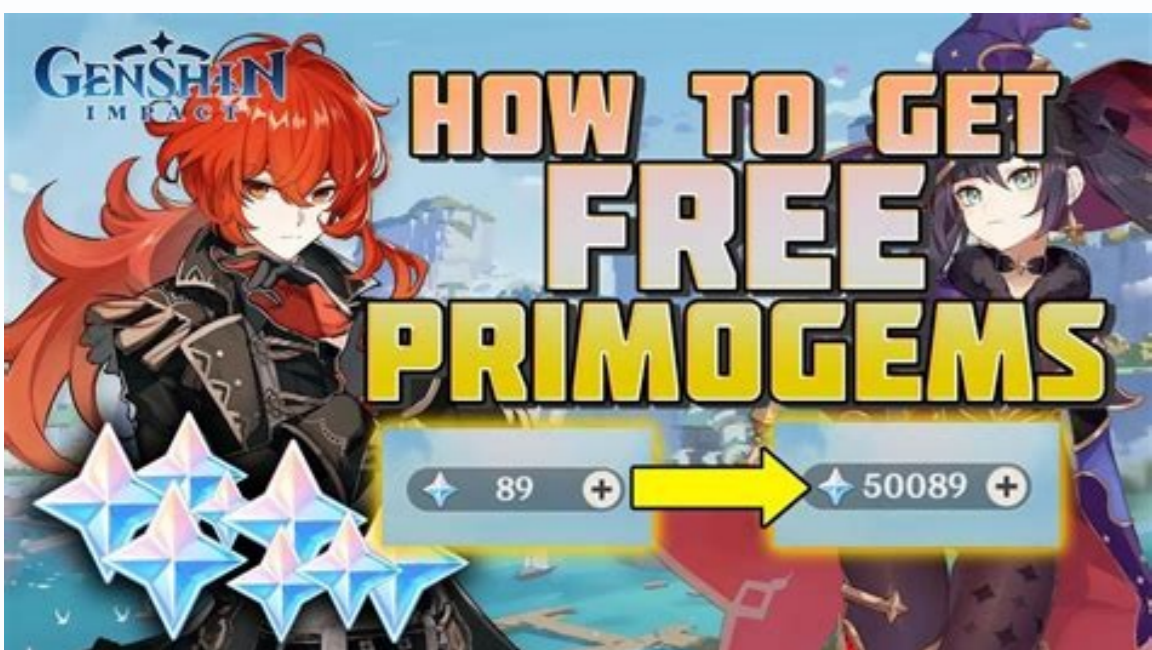 GENSHIN
IMPACT
HOW TO GET
FREE
PRIMOGEMS
89 +
50089 +